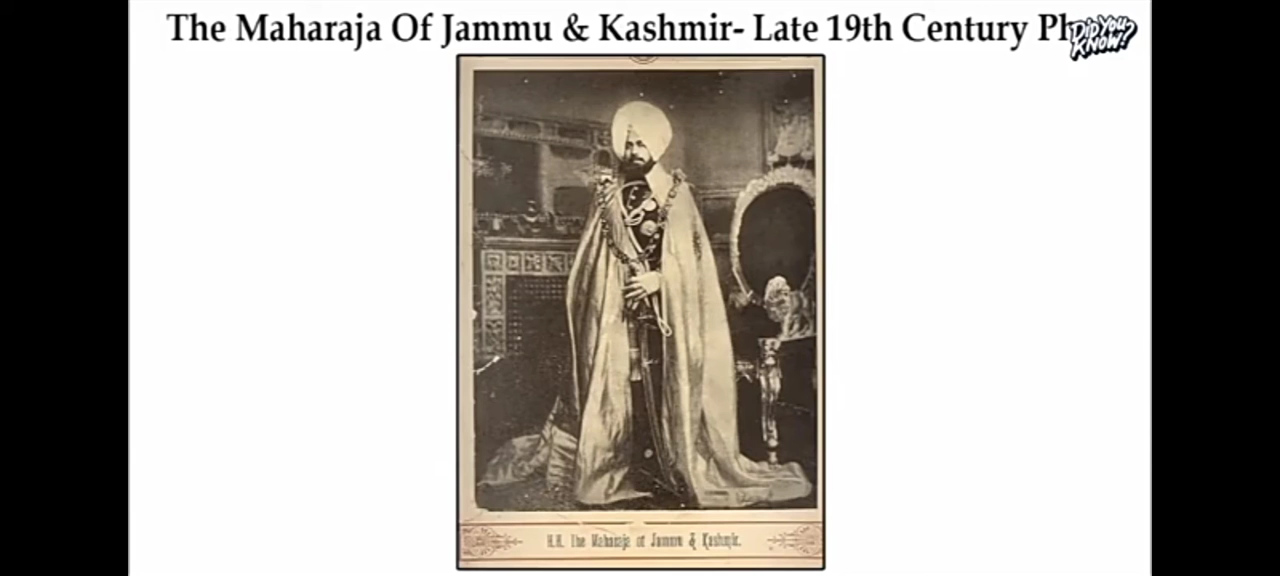 The Maharaja Of Jammu & Kashmir- Late 19th Century
DID YOU KNOW?
H.H. The Maharaja of Jammu & Kashmir.